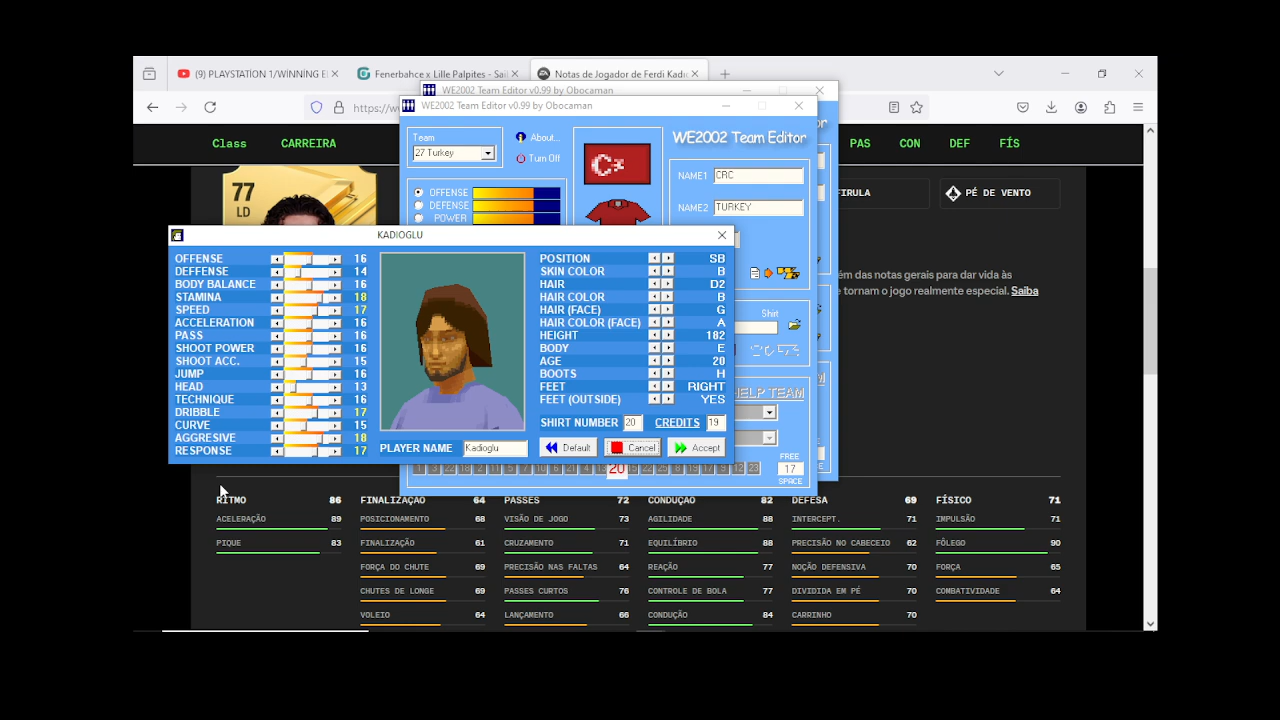 (9) PLAYSTATİON 1/WİNNİNG E
Fenerbahce x Lille Palpites - Sai
Notas de Jogador de Ferdi Kadı
https://w
Class
CARREIRA
PAS
CON
DEF
FÍS
WE2002 Team Editor v0.99 by Obocaman
WE2002 Team Editor v0.99 by Obocaman
Team
27 Turkey
About...
Turn Off
WE2002 Team Editor
OFFENSE
DEFENSE
POWER
NAME1
CRC
NAME2
TURKEY
77
LD
FIRULA
PÉ DE VENTO
ém das notas gerais para dar vida às
e tornam o jogo realmente especial. Saiba
KADIOGLU
OFFENSE 16
DEFFENSE 14
BODY BALANCE 16
STAMINA 18
SPEED 17
ACCELERATION 16
PASS 16
SHOOT POWER 16
SHOOT ACC. 15
JUMP 16
HEAD 13
TECHNIQUE 16
DRIBBLE 17
CURVE 15
AGGRESIVE 18
RESPONSE 17
POSITION SB
SKIN COLOR B
HAIR D2
HAIR COLOR B
HAIR (FACE) G
HAIR COLOR (FACE) A
HEIGHT 182
BODY E
AGE 20
BOOTS H
FEET RIGHT
FEET (OUTSIDE) YES
SHIRT NUMBER 20
CREDITS 19
PLAYER NAME Kadioglu
Default
Cancel
Accept
Shirt
HELP TEAM
FREE
17
SPACE
20
RITMO 86
ACELERAÇÃO 89
PIQUE 83
FINALIZAÇÃO 64
POSICIONAMENTO 68
FINALIZAÇÃO 61
FORÇA DO CHUTE 69
CHUTES DE LONGE 69
VOLEIO 64
PASSES 72
VISÃO DE JOGO 73
CRUZAMENTO 71
PRECISÃO NAS FALTAS 64
PASSES CURTOS 76
LANÇAMENTO 66
CONDUÇÃO 82
AGILIDADE 88
EQUILÍBRIO 88
REAÇÃO 77
CONTROLE DE BOLA 77
CONDUÇÃO 84
DEFESA 69
INTERCEPT. 71
PRECISÃO NO CABECEIO 62
NOÇÃO DEFENSIVA 70
DIVIDIDA EM PÉ 70
CARRINHO 70
FÍSICO 71
IMPULSÃO 71
FÔLEGO 90
FORÇA 65
COMBATIVIDADE 64